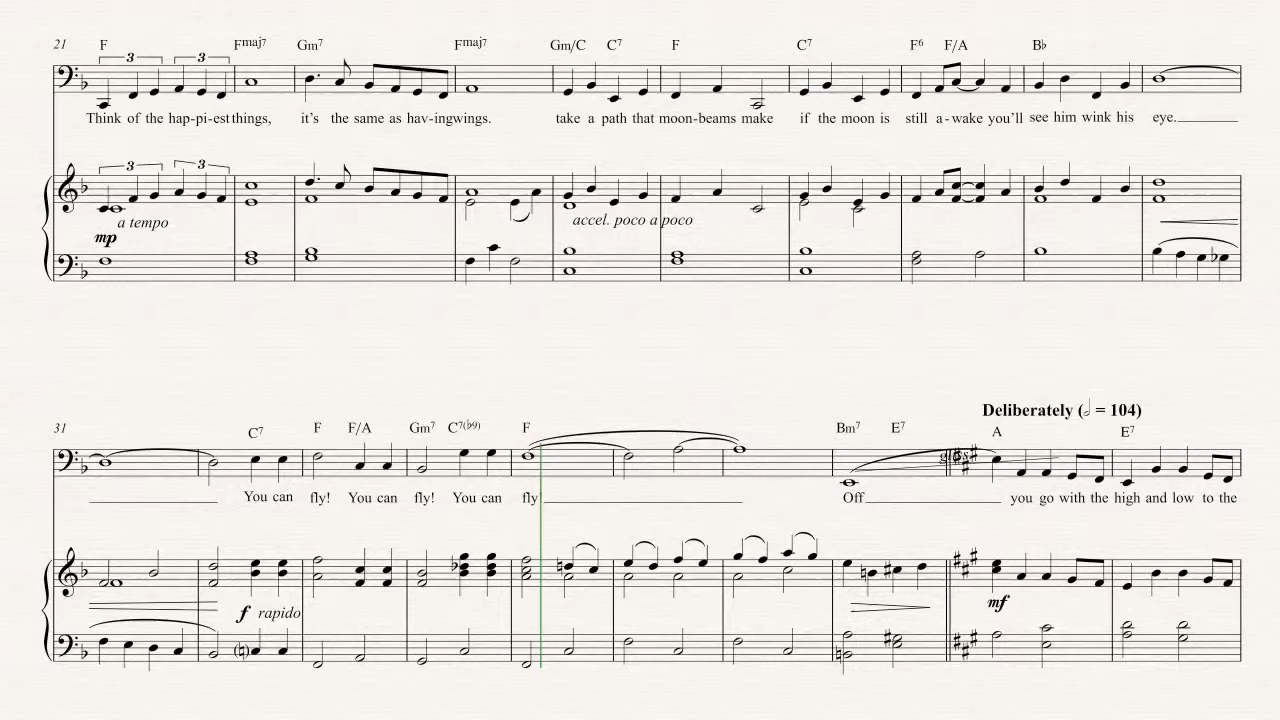 21 F Fmaj7 Gm7 Fmaj7 Gm/C C7 F C7 F6 F/A B♭
3 3
Think of the hap-pi-est things, it's the same as hav-ing wings. take a path that moon-beams make if the moon is still a-wake you'll see him wink his eye.
3 3
a tempo accel. poco a poco
mp
Deliberately (𝅗𝅥 = 104)
31 C7 F F/A Gm7 C7(♭9) F Bm7 E7 A E7
You can fly! You can fly! You can fly! Off you go with the high and low to the
f rapido mf